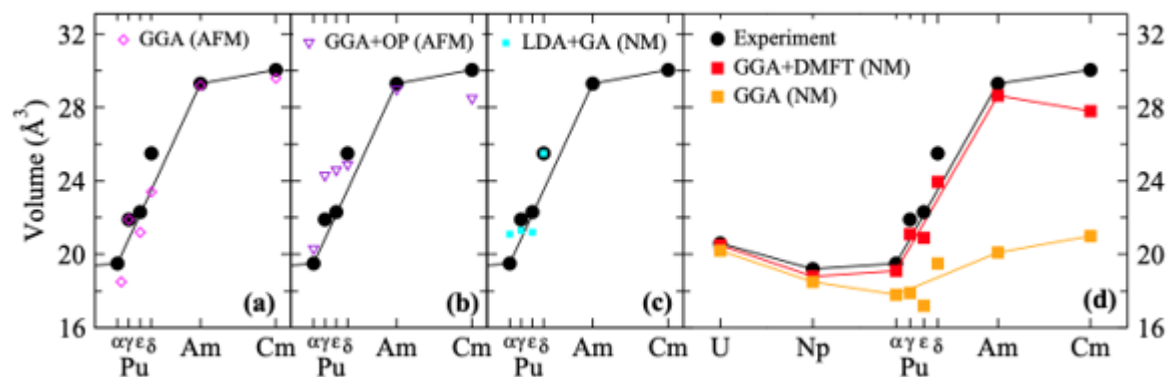 Volume (Å³)
32
28
24
20
16
GGA (AFM)
(a)
αγεδ
Pu
Am
Cm
GGA+OP (AFM)
(b)
αγεδ
Pu
Am
Cm
LDA+GA (NM)
(c)
αγεδ
Pu
Am
Cm
Experiment
GGA+DMFT (NM)
GGA (NM)
(d)
U
Np
αγεδ
Pu
Am
Cm
32
28
24
20
16